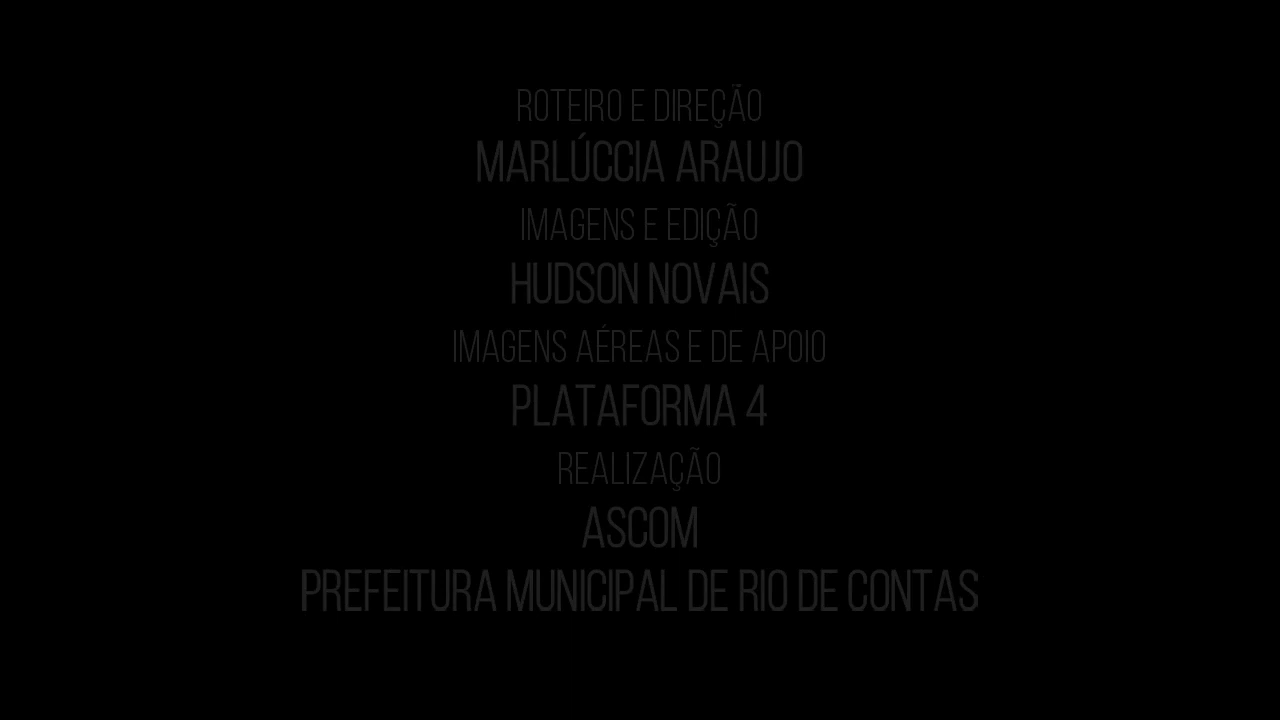 ROTEIRO E DIREÇÃO
MARLÚCCIA ARAUJO
IMAGENS E EDIÇÃO
HUDSON NOVAIS
IMAGENS AÉREAS E DE APOIO
PLATAFORMA 4
REALIZAÇÃO
ASCOM
PREFEITURA MUNICIPAL DE RIO DE CONTAS